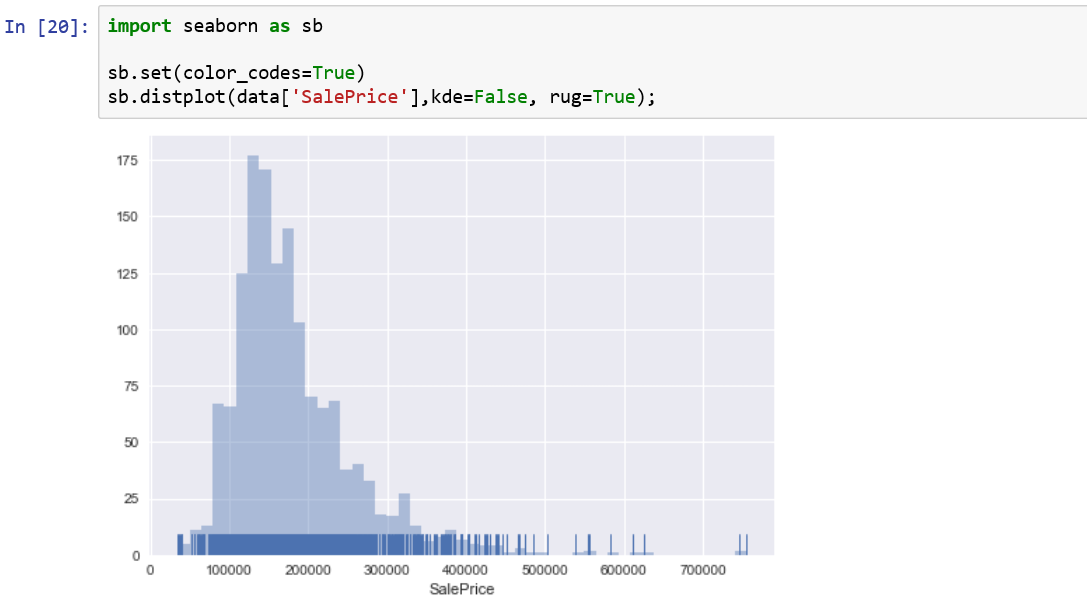 In [20]: import seaborn as sb
sb.set(color_codes=True)
sb.distplot(data['SalePrice'],kde=False, rug=True);
175
150
125
100
75
50
25
0
0 100000 200000 300000 400000 500000 600000 700000
SalePrice